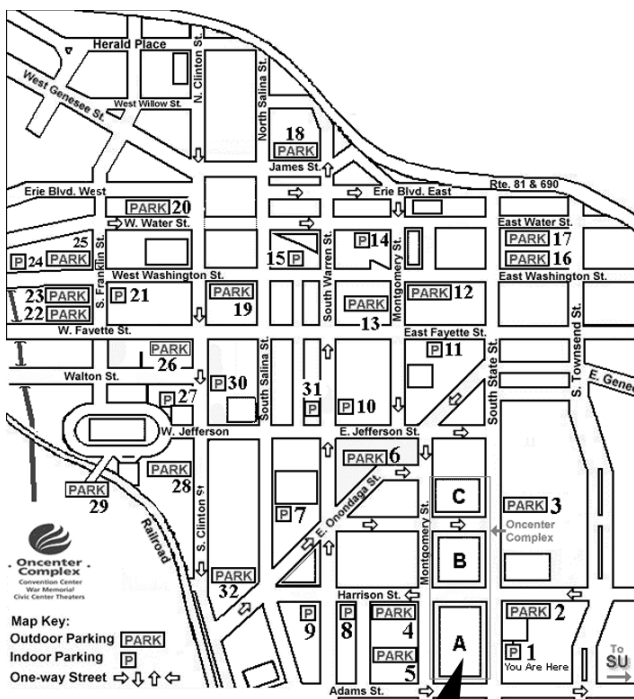 Herald Place
West Genesee St.
N. Clinton St.
North Salina St.
West Willow St.
18
PARK
James St.
Rte. 81 & 690
Erie Blvd. West
Erie Blvd. East
PARK 20
W. Water St.
East Water St.
PARK 17
25
P 24 PARK
S. Franklin St.
15 P
P 14
South Warren St.
Montgomery St.
PARK 16
West Washington St.
East Washington St.
23 PARK
22 PARK
P 21
PARK
19
PARK
13
PARK 12
W. Fayette St.
East Fayette St.
PARK
26
P 11
S. Townsend St.
South State St.
E. Gene
Walton St.
P 30
South Salina St.
31
P
P 10
P 27
W. Jefferson
E. Jefferson St.
PARK 6
PARK
28
PARK
29
S. Clinton St
P
7
E. Onondaga St.
Montgomery St.
C
PARK 3
Oncenter
Complex
B
Railroad
PARK
32
Harrison St.
Oncenter
Complex
Convention Center
War Memorial
Civic Center Theaters
Map Key:
Outdoor Parking PARK
Indoor Parking P
One-way Street
P
9
P
8
PARK
4
PARK
5
A
PARK 2
P 1
You Are Here
To
SU
Adams St.